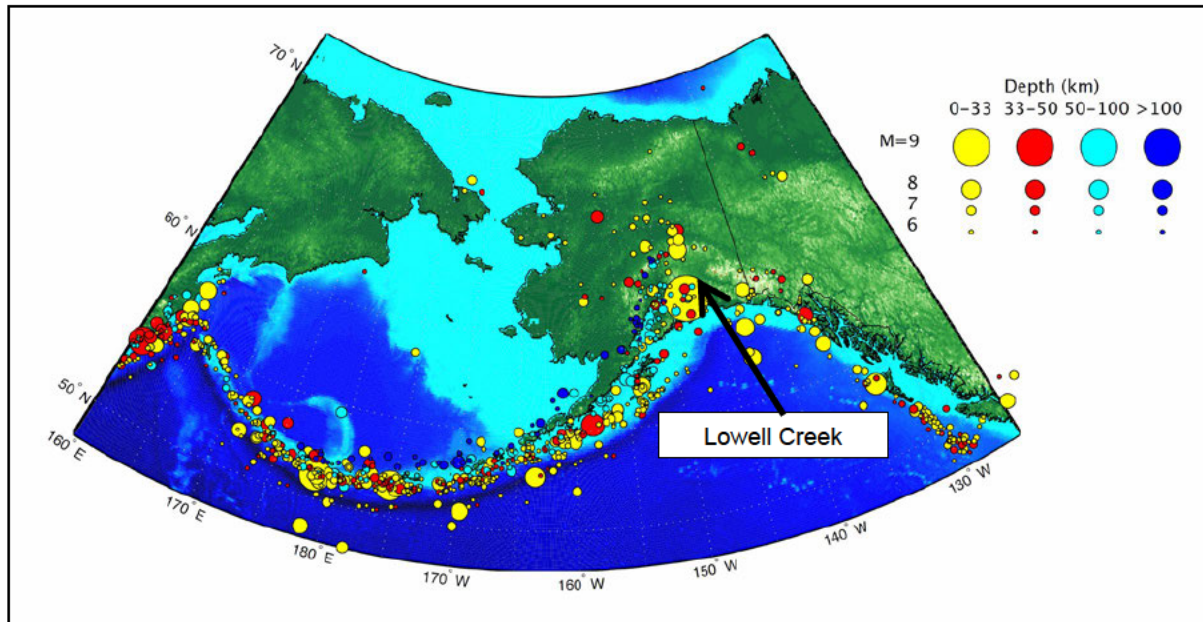 70° N
60° N
50° N
160° E
170° E
180° E
170° W
160° W
150° W
140° W
130° W
Depth (km)
0-33 33-50 50-100 >100
M=9
8
7
6
Lowell Creek